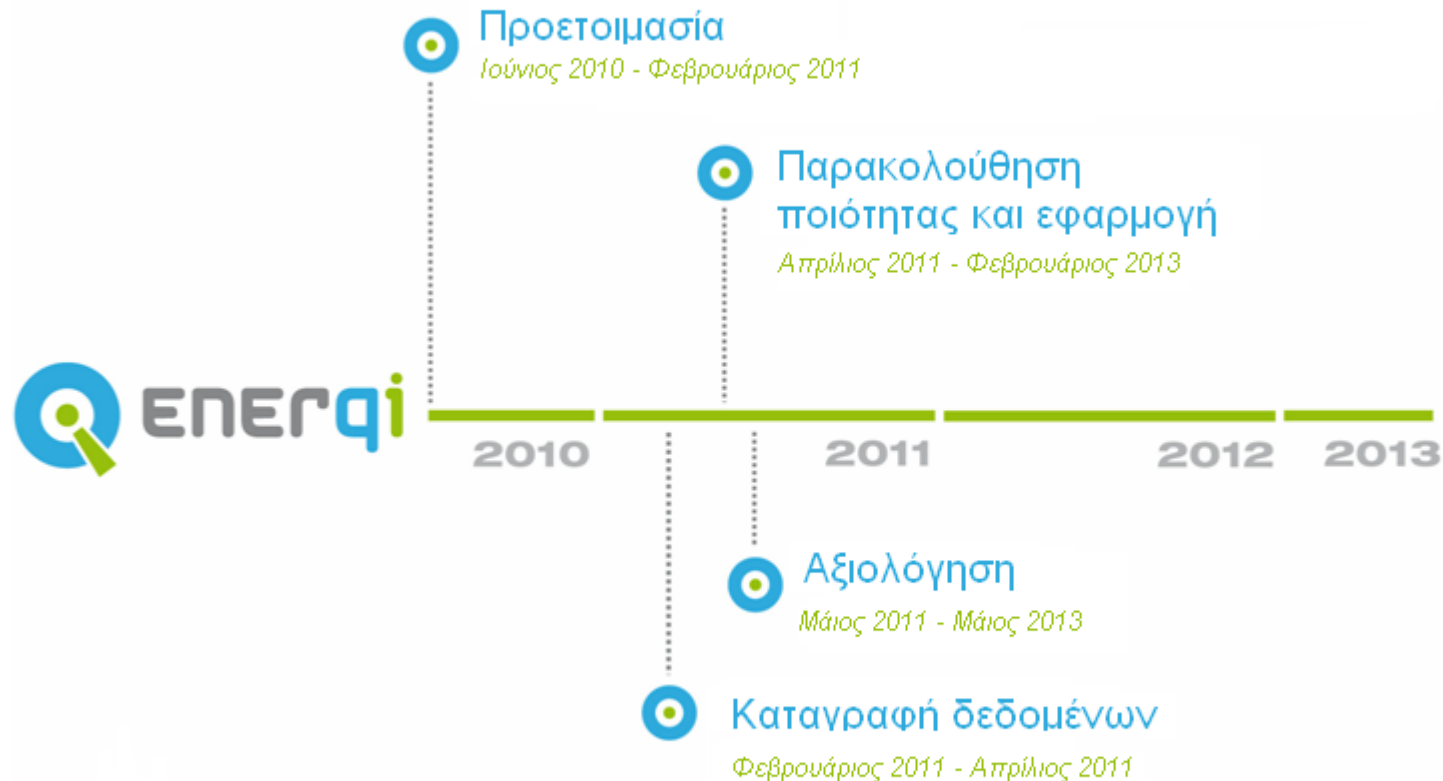 Προετοιμασία
Ιούνιος 2010 - Φεβρουάριος 2011
Παρακολούθηση
ποιότητας και εφαρμογή
Απρίλιος 2011 - Φεβρουάριος 2013
enerqi
2010 2011 2012 2013
Αξιολόγηση
Μάιος 2011 - Μάιος 2013
Καταγραφή δεδομένων
Φεβρουάριος 2011 - Απρίλιος 2011